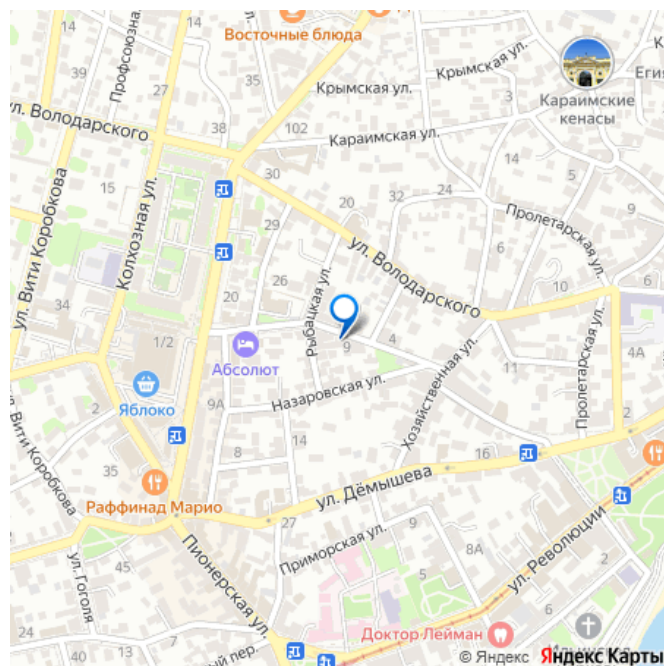 Восточные блюда
Профсоюзная
Крымская ул.
Крымская ул.
Караимские
кенасы
Караимская ул.
ул. Володарского
39
14
38
102
30
3
14
5
9
15
20
32
24
Пролетарская ул.
6
10
6
ул. Вити Коробкова
Колхозная ул.
29
26
20
34
ул. Володарского
Рыбацкая ул.
1/2
Абсолют
9
4
11
Хозяйственная ул.
Пролетарская ул.
4А
Яблоко
9А
Назаровская ул.
2
2
35
8
14
16
Раффинад Марио
ул. Дёмышева
ул. Вити Коробкова
27
Приморская ул.
9
8А
ул. Революции
ул. Гоголя
45
Пионерская ул.
5
3
Доктор Лейман
© Яндекс
Яндекс Карты